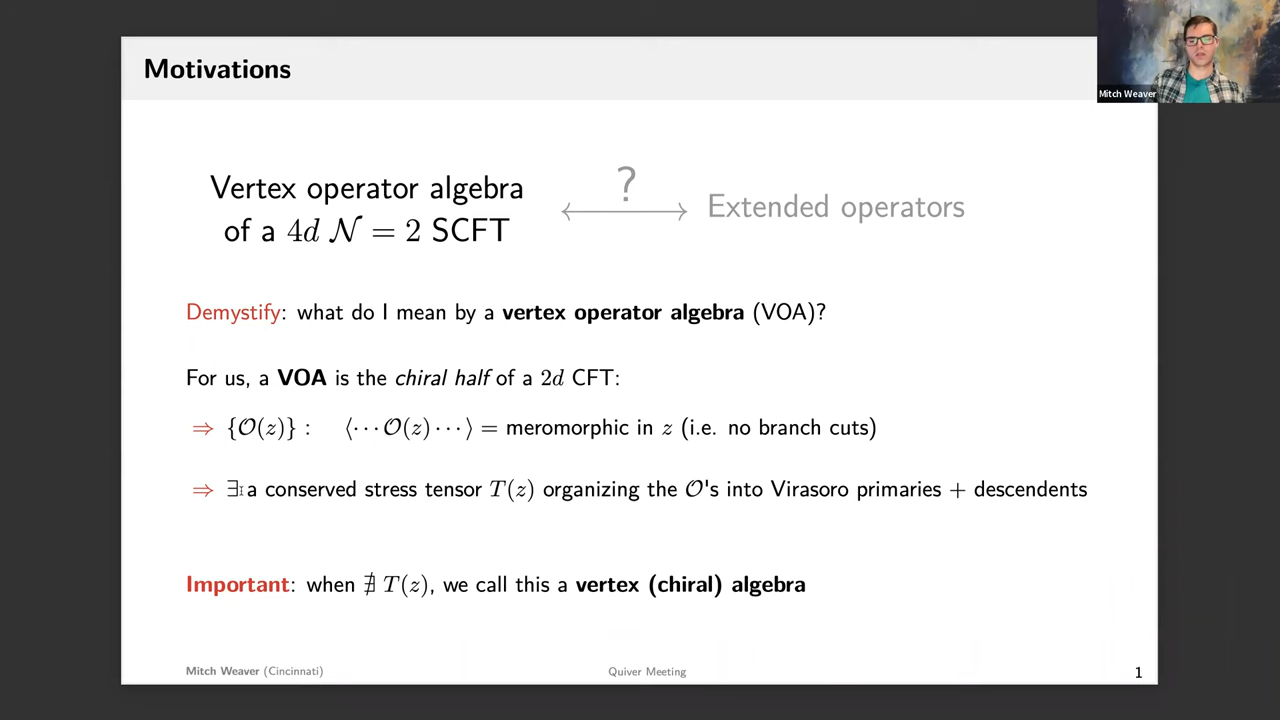 Motivations
Mitch Weaver
Vertex operator algebra
of a 4d 𝒩 = 2 SCFT
?
Extended operators
Demystify: what do I mean by a vertex operator algebra (VOA)?
For us, a VOA is the chiral half of a 2d CFT:
⇒ {𝒪(z)} : ⟨⋯𝒪(z)⋯⟩ = meromorphic in z (i.e. no branch cuts)
⇒ ∃ a conserved stress tensor T(z) organizing the 𝒪's into Virasoro primaries + descendents
Important: when ∄ T(z), we call this a vertex (chiral) algebra
Mitch Weaver (Cincinnati)
Quiver Meeting
1